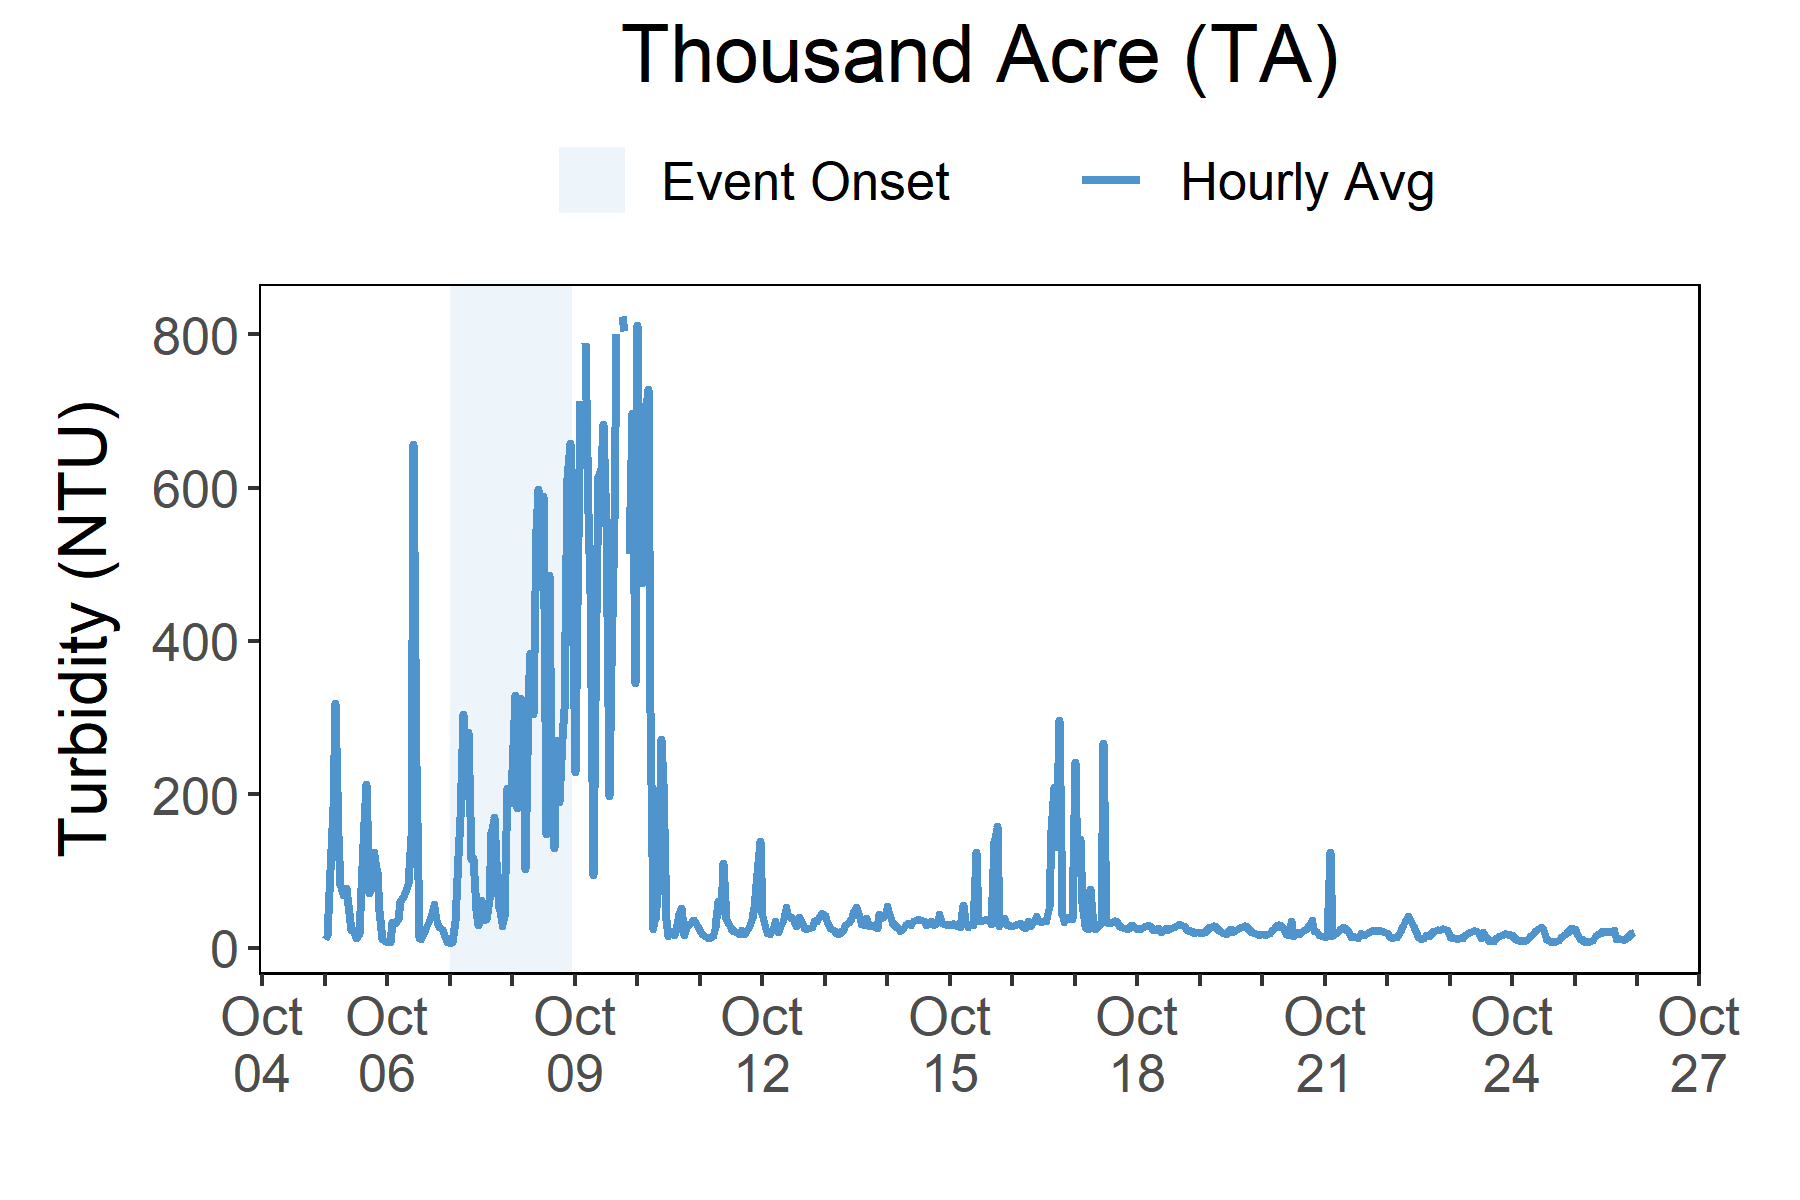 Thousand Acre (TA)
Event Onset
Hourly Avg
Turbidity (NTU)
800
600
400
200
0
Oct 04
Oct 06
Oct 09
Oct 12
Oct 15
Oct 18
Oct 21
Oct 24
Oct 27